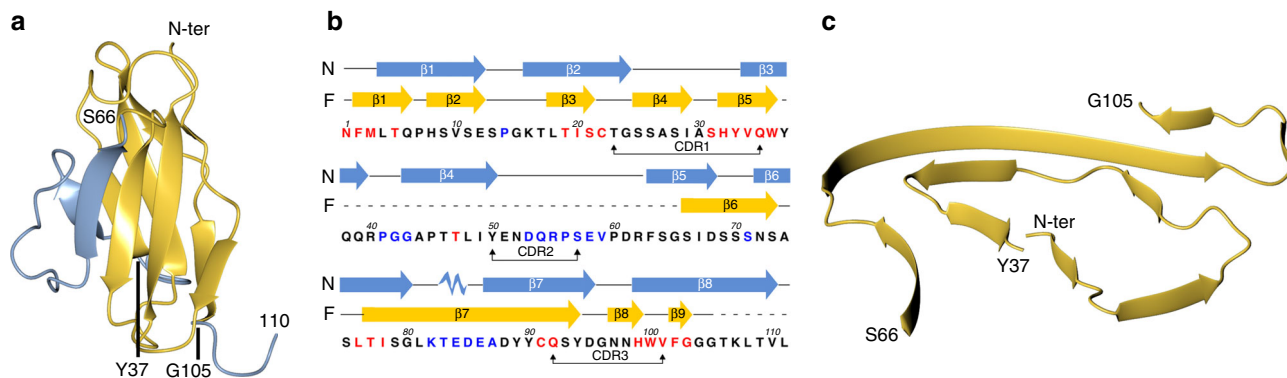 a
N-ter
S66
Y37
G105
110
b
N β1 β2 β3
F β1 β2 β3 β4 β5
1 10 20 30
NFMLTQPHSVSESPGKTLTISCTGSSASIASHYVQWY
CDR1
N β4 β5 β6
F β6
40 50 60 70
QQRPGGAPTTLIYENDQRPSEVPDRFSGSIDSSSNSA
CDR2
N β7 β8
F β7 β8 β9
80 90 100 110
SLTISGLKTEDEADYYCQSYDGNNHWVFGGGTKLTVL
CDR3
c
G105
N-ter
Y37
S66